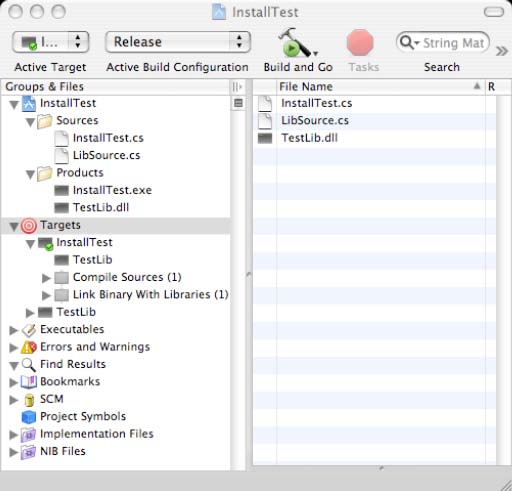 InstallTest
I...
Release
String Mat
Active Target
Active Build Configuration
Build and Go
Tasks
Search
Groups & Files
InstallTest
Sources
InstallTest.cs
LibSource.cs
Products
InstallTest.exe
TestLib.dll
Targets
InstallTest
TestLib
Compile Sources (1)
Link Binary With Libraries (1)
TestLib
Executables
Errors and Warnings
Find Results
Bookmarks
SCM
Project Symbols
Implementation Files
NIB Files
File Name
R
InstallTest.cs
LibSource.cs
TestLib.dll